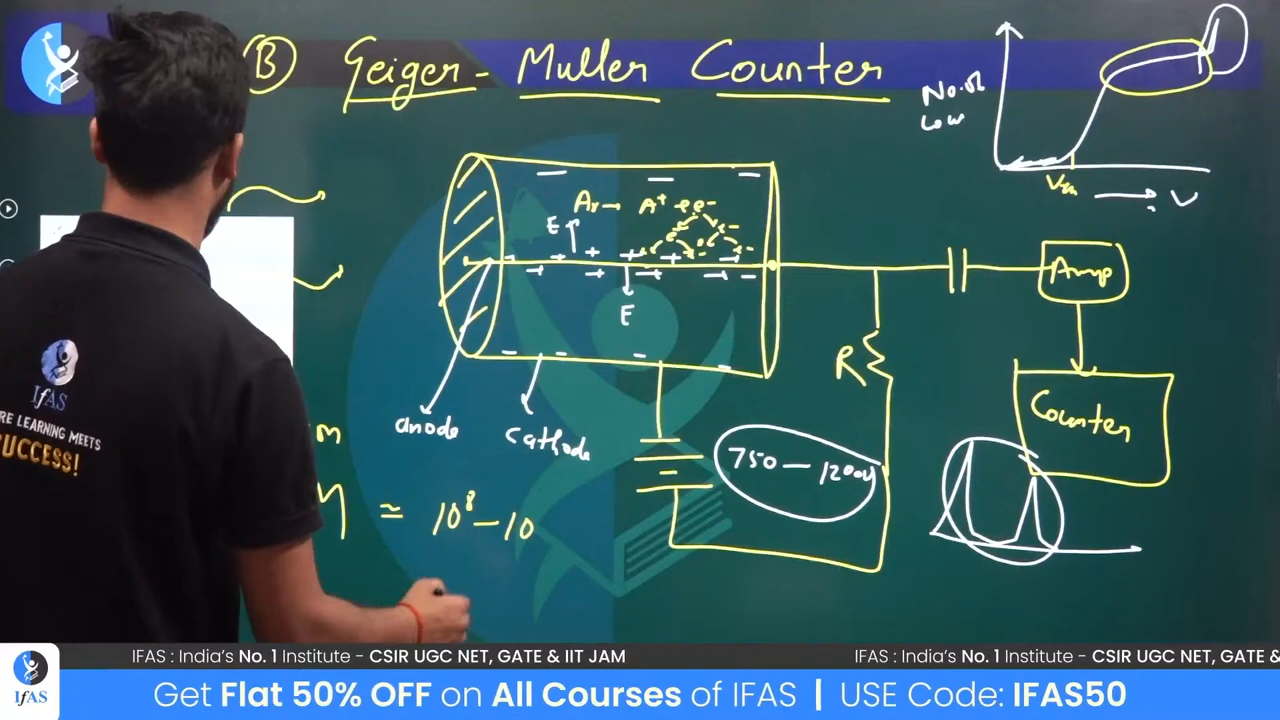 B Geiger-Muller Counter
No. of
Low
V
Ar → A+ + e-
E
E
Amp
R
Counter
anode
cathode
750 — 1200V
M ≃ 10⁸ – 10
IfAS
RE LEARNING MEETS
SUCCESS!
IFAS : India's No. 1 Institute - CSIR UGC NET, GATE & IIT JAM
IFAS : India's No. 1 Institute - CSIR UGC NET, GATE &
IFAS
Get Flat 50% OFF on All Courses of IFAS | USE Code: IFAS50